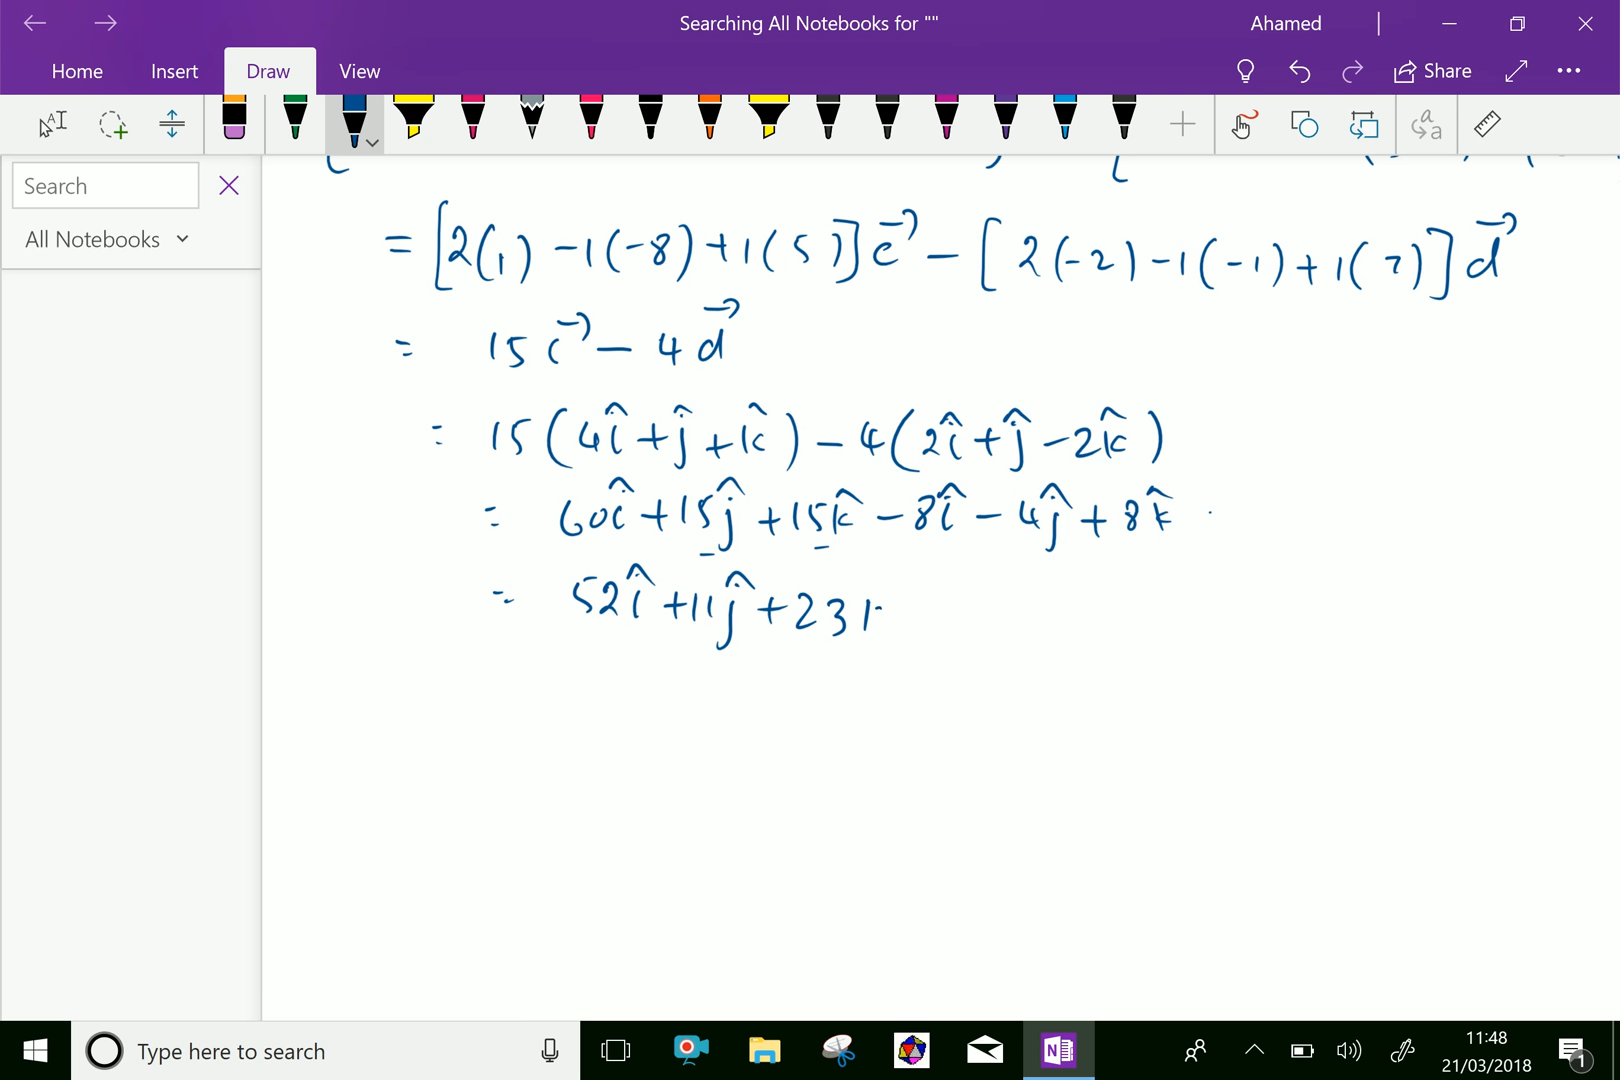 Searching All Notebooks for ""
Ahamed
Home Insert Draw View
Share
Search
All Notebooks
= [2(1) -1(-8) +1(5)] c⃗ - [2(-2) -1(-1) +1(7)] d⃗
= 15 c⃗ - 4 d⃗
= 15(4î + ĵ + k̂) - 4(2î + ĵ - 2k̂)
= 60î + 15ĵ + 15k̂ - 8î - 4ĵ + 8k̂
= 52î + 11ĵ + 23
Type here to search
11:48
21/03/2018
1